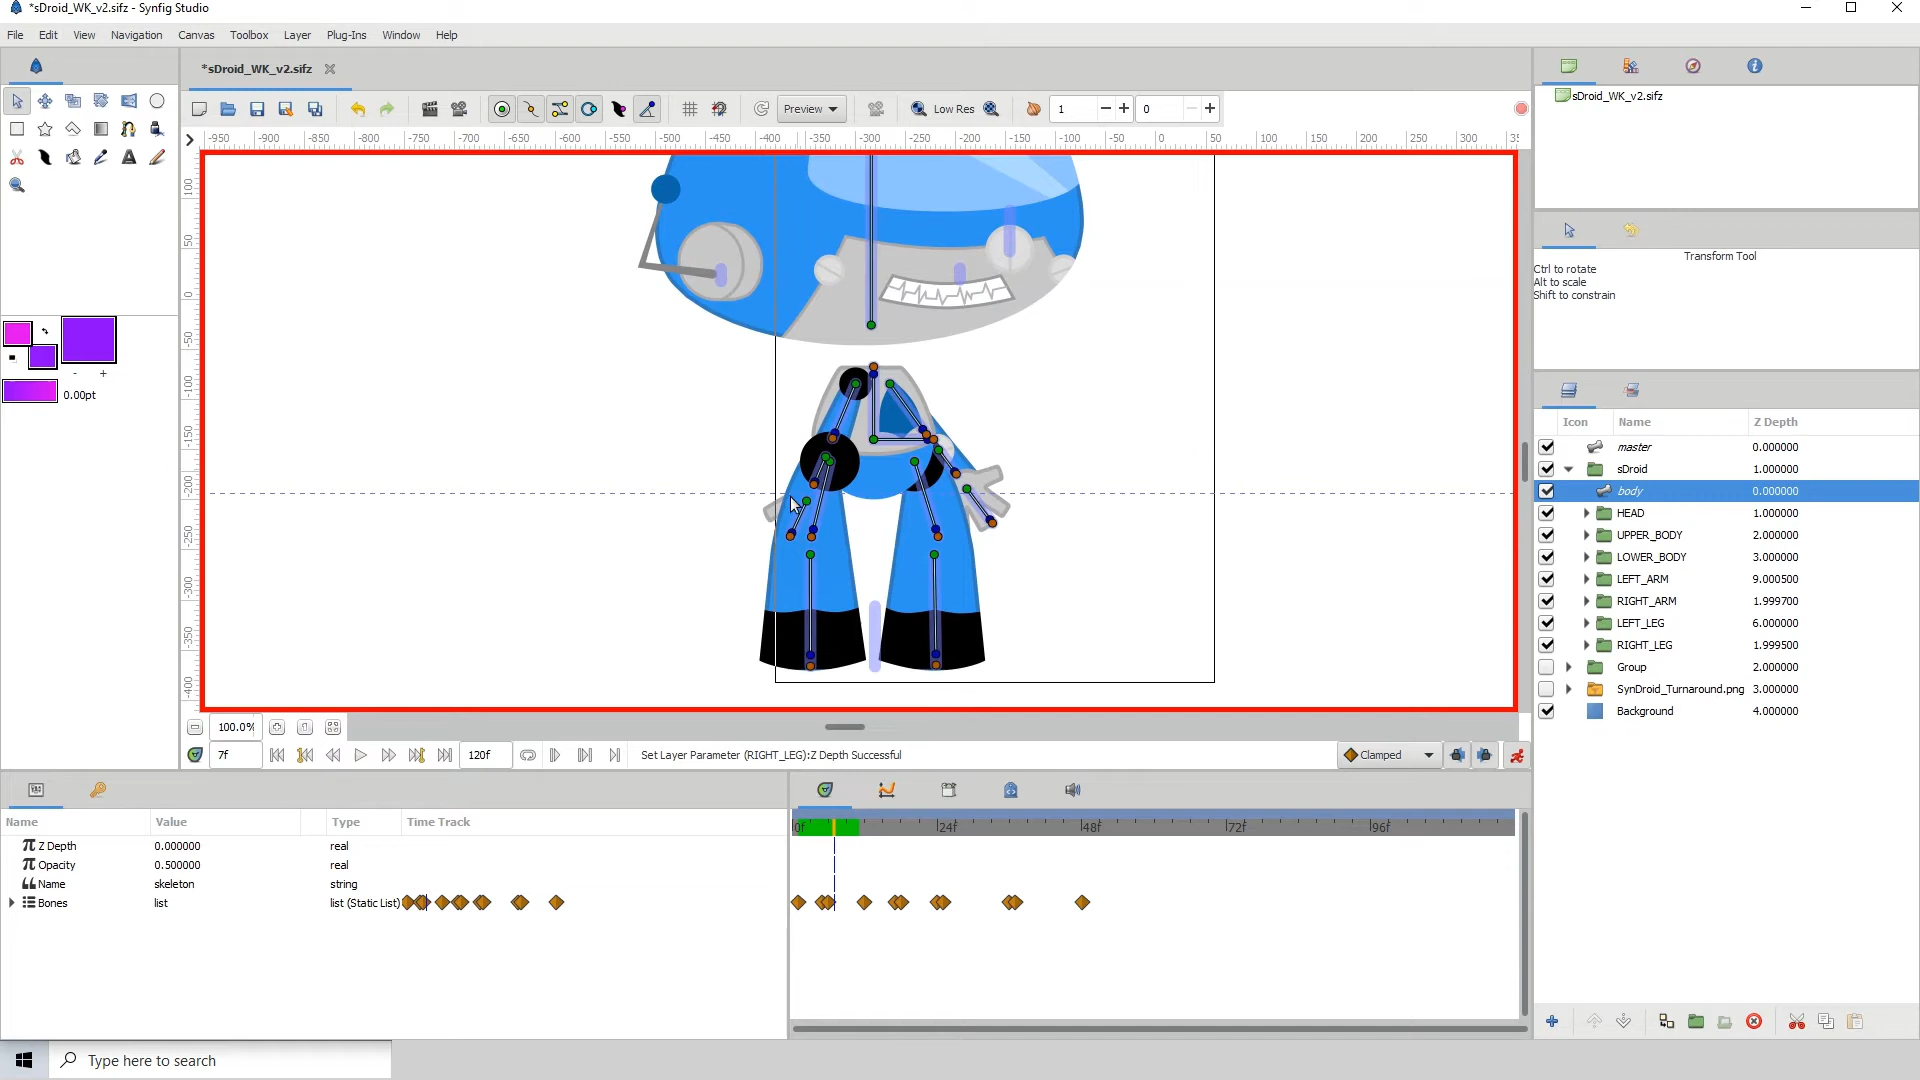 *sDroid_WK_v2.sifz - Synfig Studio
File Edit View Navigation Canvas Toolbox Layer Plug-Ins Window Help
*sDroid_WK_v2.sifz
Preview Low Res 1 0
-950 -900 -850 -800 -750 -700 -650 -600 -550 -500 -450 -400 -350 -300 -250 -200 -150 -100 -50 0 50 100 150 200 250 300 35
100
50
0
-50
-100
-150
-200
-250
-300
-350
-400
- +
0.00pt
100.0%
7f 120f Set Layer Parameter (RIGHT_LEG):Z Depth Successful Clamped
Name Value Type Time Track
Z Depth 0.000000 real
Opacity 0.500000 real
Name skeleton string
Bones list list (Static List)
0f 24f 48f 72f 96f
sDroid_WK_v2.sifz
Transform Tool
Ctrl to rotate
Alt to scale
Shift to constrain
Icon Name Z Depth
master 0.000000
sDroid 1.000000
body 0.000000
HEAD 1.000000
UPPER_BODY 2.000000
LOWER_BODY 3.000000
LEFT_ARM 9.000500
RIGHT_ARM 1.999700
LEFT_LEG 6.000000
RIGHT_LEG 1.999500
Group 2.000000
SynDroid_Turnaround.png 3.000000
Background 4.000000
Type here to search